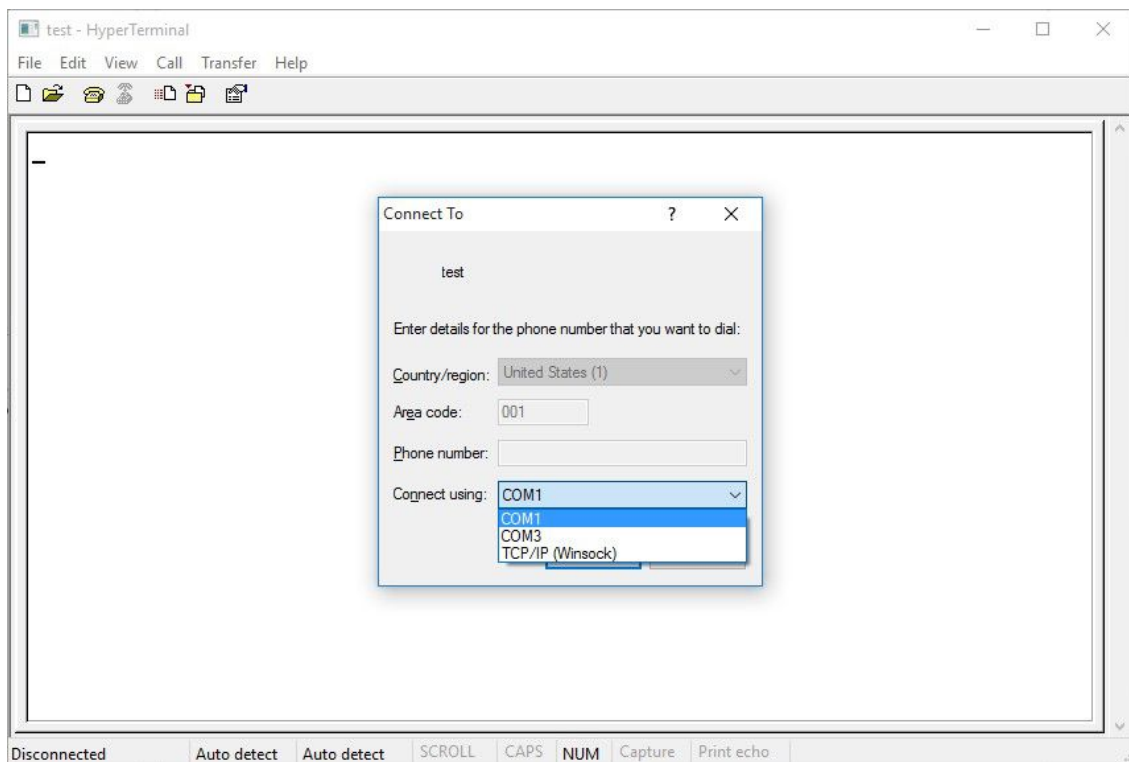 test - HyperTerminal
File Edit View Call Transfer Help
Connect To ?
test
Enter details for the phone number that you want to dial:
Country/region: United States (1)
Area code: 001
Phone number:
Connect using: COM1
COM1
COM3
TCP/IP (Winsock)
Disconnected Auto detect Auto detect SCROLL CAPS NUM Capture Print echo